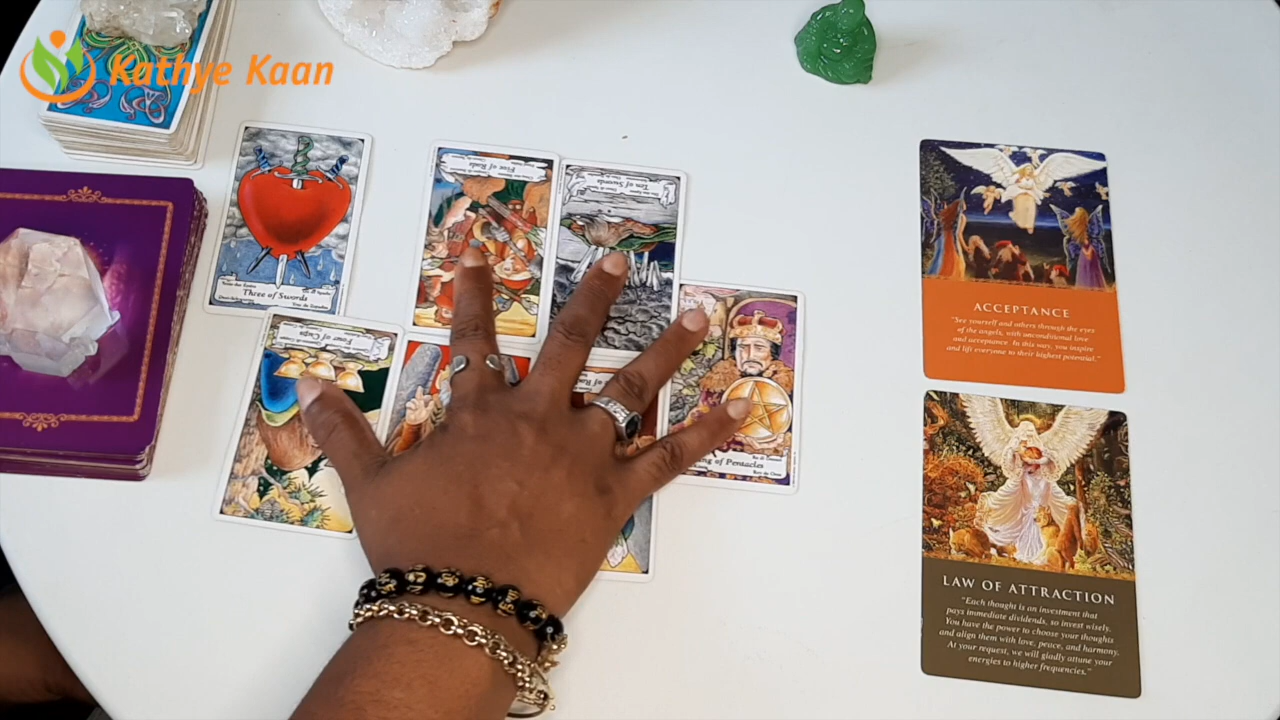 Kathye Kaan
Five of Rods
Ten of Swords
Three of Swords
Four of Cups
of R
ng of Pentacles
ACCEPTANCE
"See yourself and others through the eyes
of the angels, with unconditional love
and acceptance. In this way, you inspire
and lift everyone to their highest potential."
LAW OF ATTRACTION
"Each thought is an investment that
pays immediate dividends, so invest wisely.
You have the power to choose your thoughts
and align them with love, peace, and harmony.
At your request, we will gladly attune your
energies to higher frequencies."